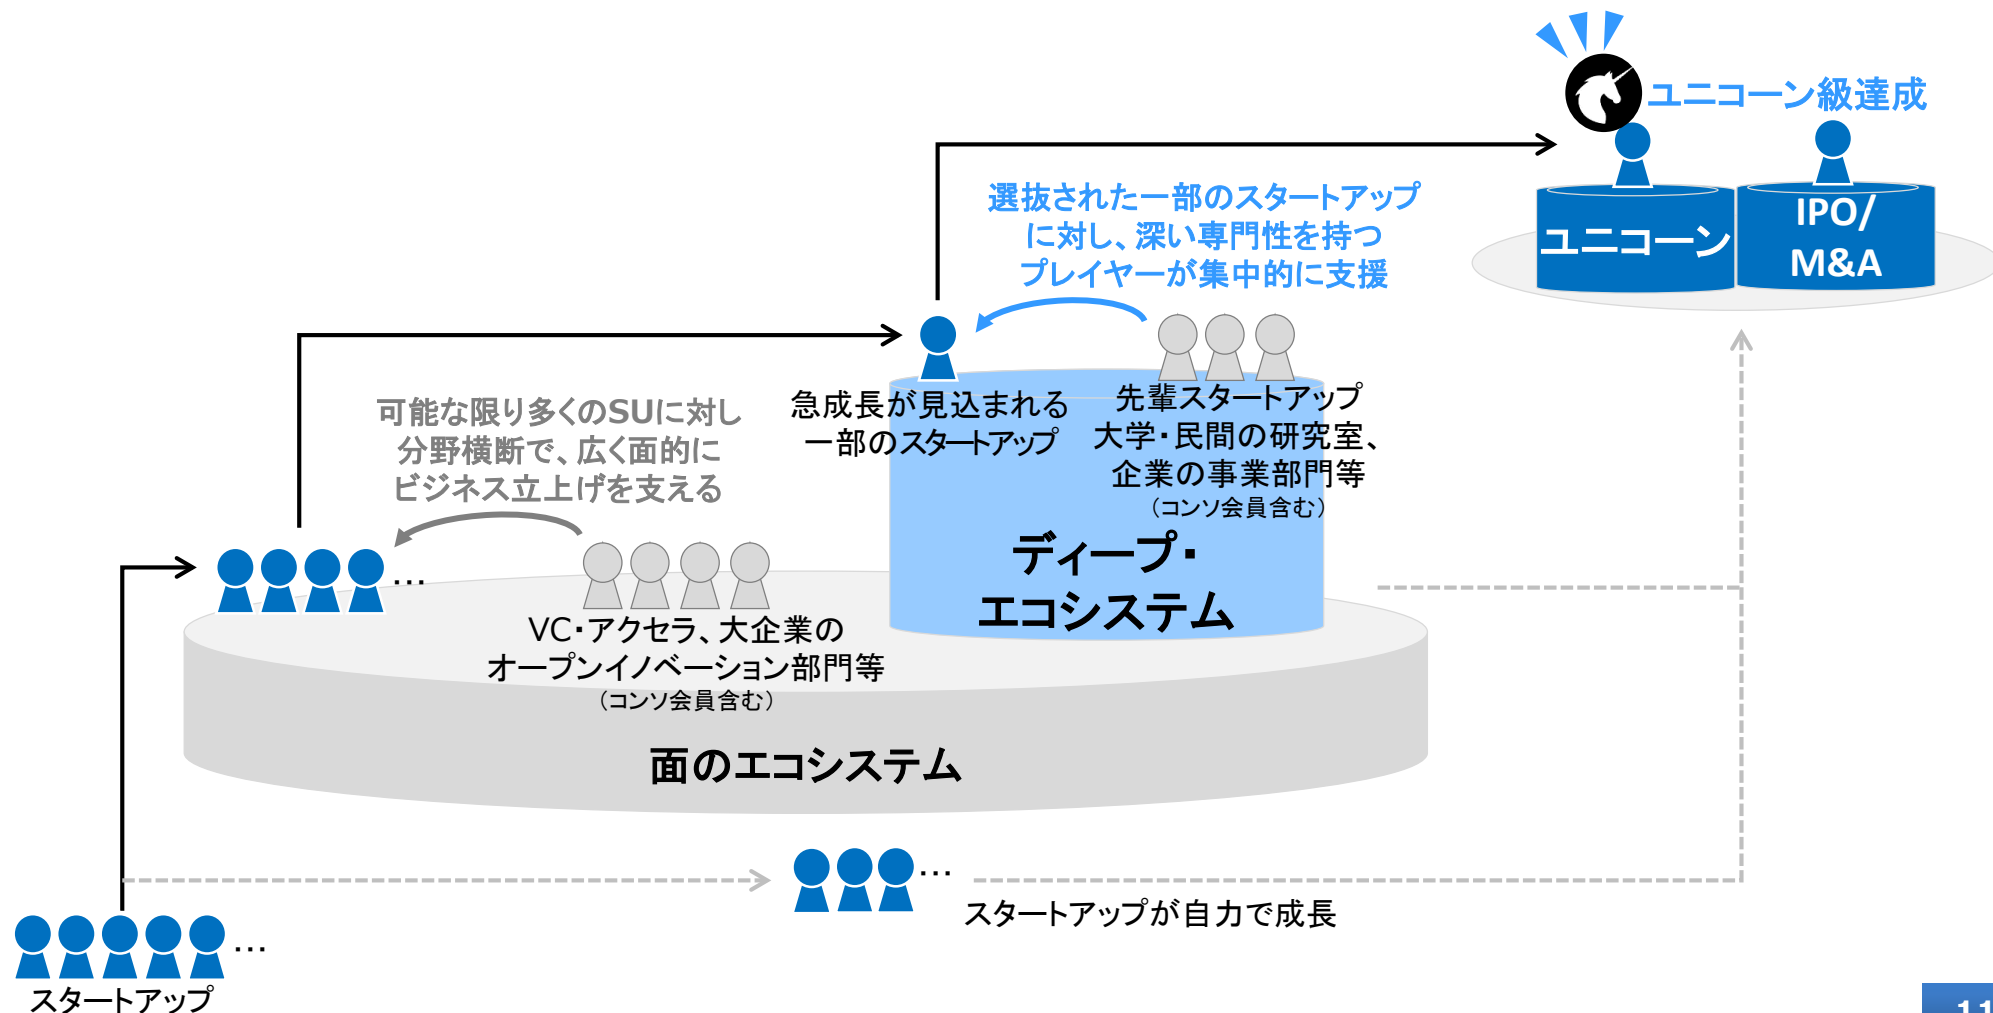 ユニコーン級達成
選抜された一部のスタートアップ
に対し、深い専門性を持つ
プレイヤーが集中的に支援
ユニコーン
IPO/
M&A
可能な限り多くのSUに対し
分野横断で、広く面的に
ビジネス立上げを支える
急成長が見込まれる
一部のスタートアップ
先輩スタートアップ
大学・民間の研究室、
企業の事業部門等
（コンソ会員含む）
ディープ・
エコシステム
…
VC・アクセラ、大企業の
オープンイノベーション部門等
（コンソ会員含む）
面のエコシステム
…
スタートアップが自力で成長
…
スタートアップ
11